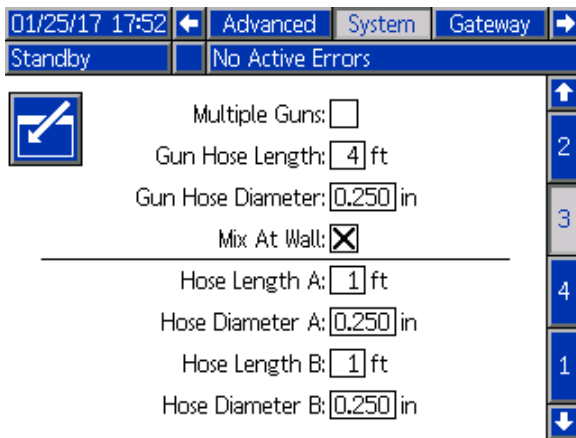 01/25/17 17:52 Advanced System Gateway
Standby No Active Errors
Multiple Guns:
Gun Hose Length: 4 ft
Gun Hose Diameter: 0.250 in
Mix At Wall:
Hose Length A: 1 ft
Hose Diameter A: 0.250 in
Hose Length B: 1 ft
Hose Diameter B: 0.250 in
2
3
4
1